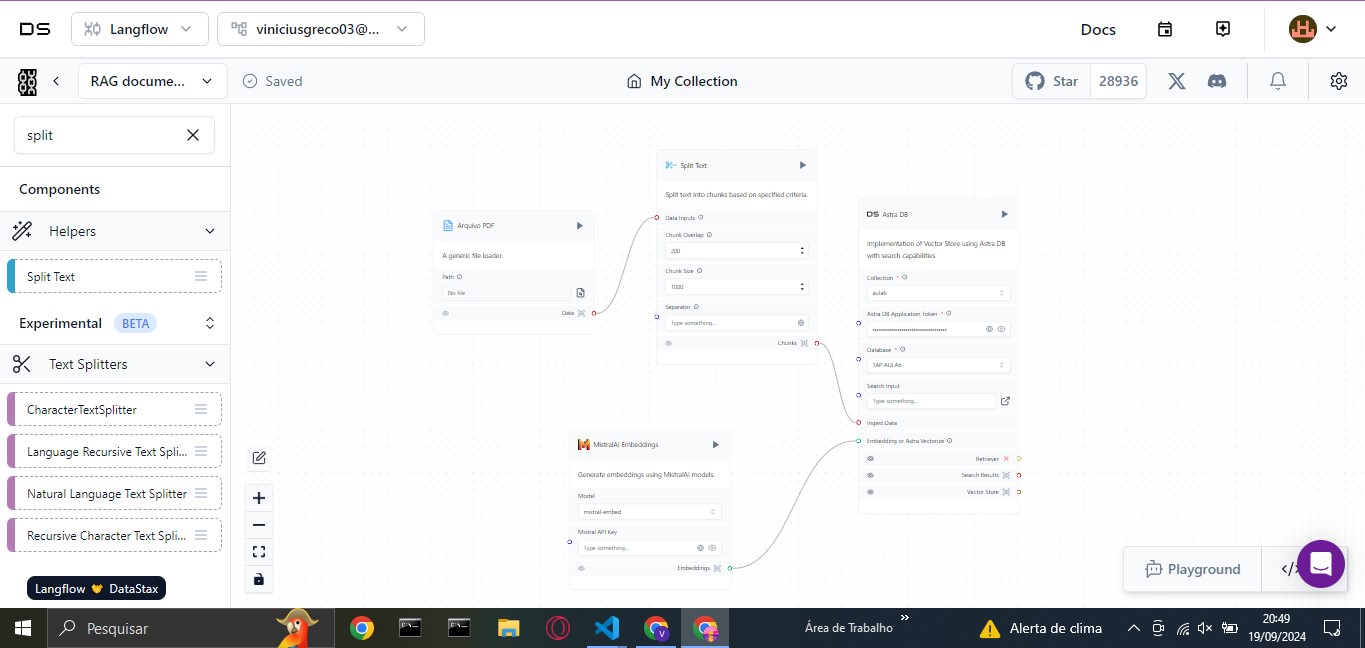 DS
Langflow
viniciusgreco03@...
Docs
RAG docume...
Saved
My Collection
Star
28936
split
Components
Helpers
Split Text
Experimental
BETA
Text Splitters
CharacterTextSplitter
Language Recursive Text Spli...
Natural Language Text Splitter
Recursive Character Text Spli...
Langflow 🤝 DataStax
Arquivo PDF
A generic file loader.
Path
No file
Data
Split Text
Split text into chunks based on specified criteria.
Data Inputs
Chunk Overlap
200
Chunk Size
1000
Separator
Type something...
Chunks
MistralAI Embeddings
Generate embeddings using MistralAI models.
Model
mistral-embed
Mistral API Key
Type something...
Embeddings
DS Astra DB
Implementation of Vector Store using Astra DB
with search capabilities
Collection *
aula6
Astra DB Application Token *
Database *
TAP AULA6
Search Input
Type something...
Ingest Data
Embedding or Astra Vectorize
Retriever
Search Results
Vector Store
Playground
</>
Pesquisar
Área de Trabalho
»
Alerta de clima
20:49
19/09/2024